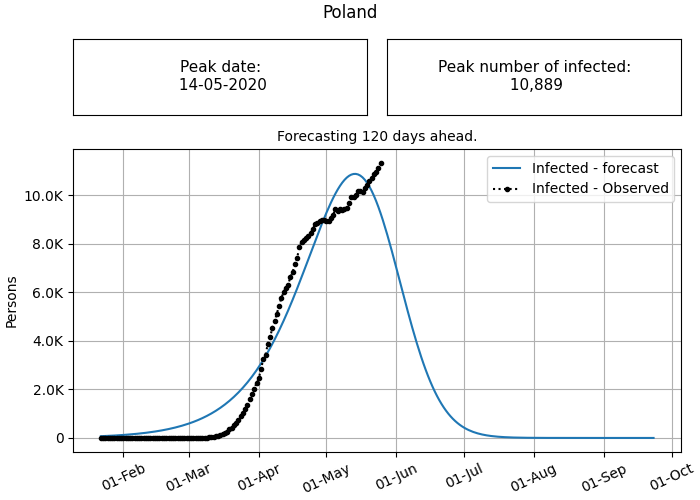 Poland
Peak date:
14-05-2020
Peak number of infected:
10,889
Forecasting 120 days ahead.
Infected - forecast
Infected - Observed
10.0K
8.0K
6.0K
4.0K
2.0K
0
Persons
01-Feb
01-Mar
01-Apr
01-May
01-Jun
01-Jul
01-Aug
01-Sep
01-Oct